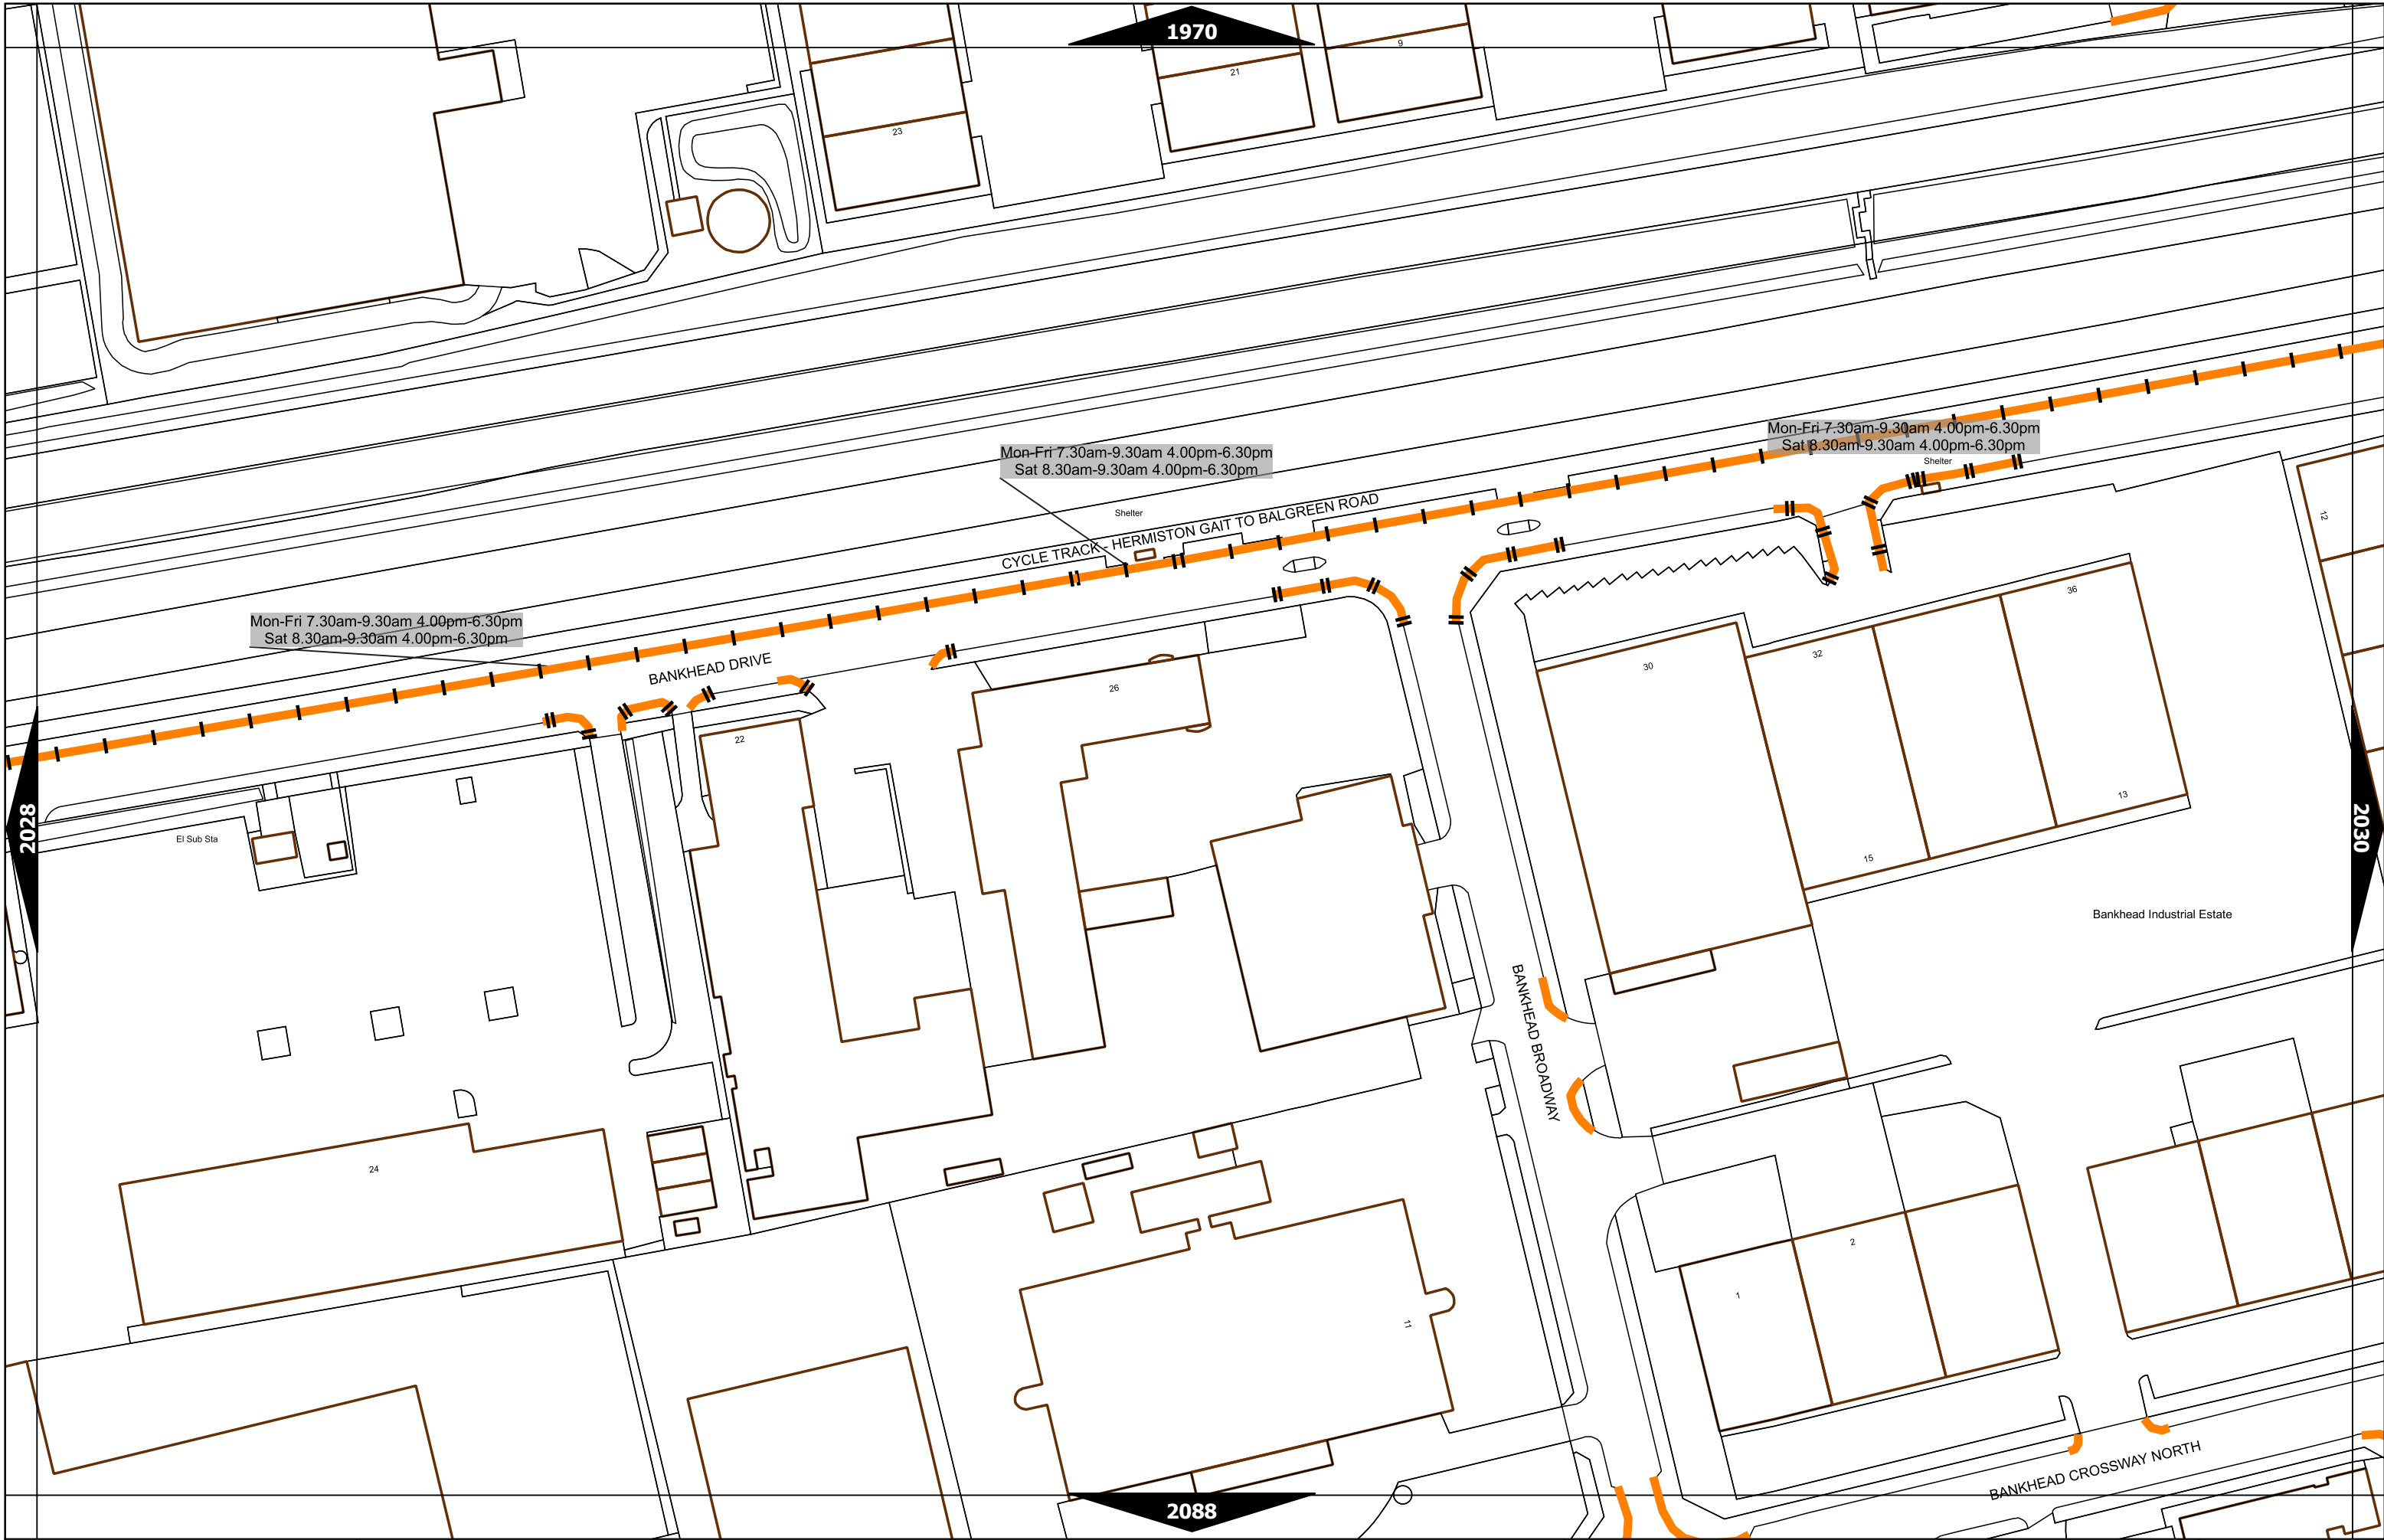 1970
9
21
23
Mon-Fri 7.30am-9.30am 4.00pm-6.30pm
Sat 8.30am-9.30am 4.00pm-6.30pm
Mon-Fri 7.30am-9.30am 4.00pm-6.30pm
Sat 8.30am-9.30am 4.00pm-6.30pm
Shelter
Shelter
CYCLE TRACK - HERMISTON GAIT TO BALGREEN ROAD
12
Mon-Fri 7.30am-9.30am 4.00pm-6.30pm
Sat 8.30am-9.30am 4.00pm-6.30pm
BANKHEAD DRIVE
36
32
30
26
22
13
2028
2030
El Sub Sta
15
Bankhead Industrial Estate
BANKHEAD BROADWAY
24
2
1
11
BANKHEAD CROSSWAY NORTH
2088